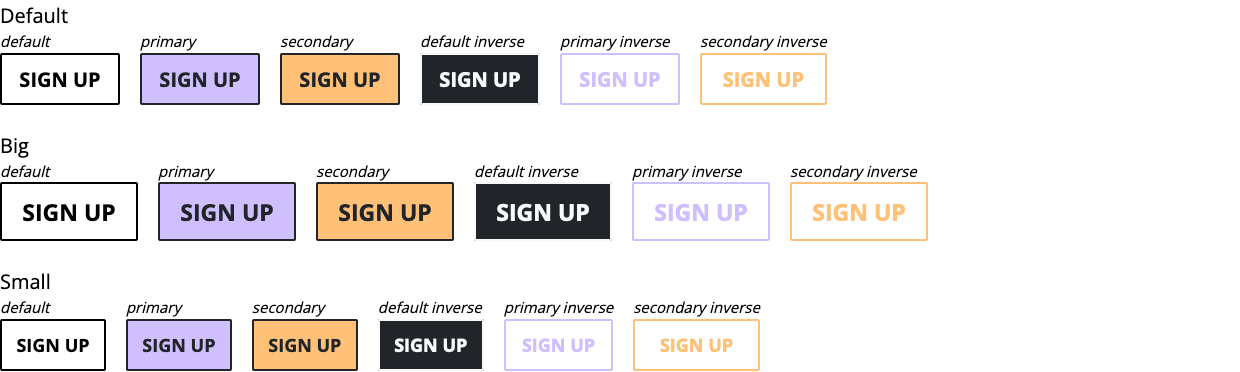 Default
default primary secondary default inverse primary inverse secondary inverse
SIGN UP SIGN UP SIGN UP SIGN UP SIGN UP SIGN UP
Big
default primary secondary default inverse primary inverse secondary inverse
SIGN UP SIGN UP SIGN UP SIGN UP SIGN UP SIGN UP
Small
default primary secondary default inverse primary inverse secondary inverse
SIGN UP SIGN UP SIGN UP SIGN UP SIGN UP SIGN UP